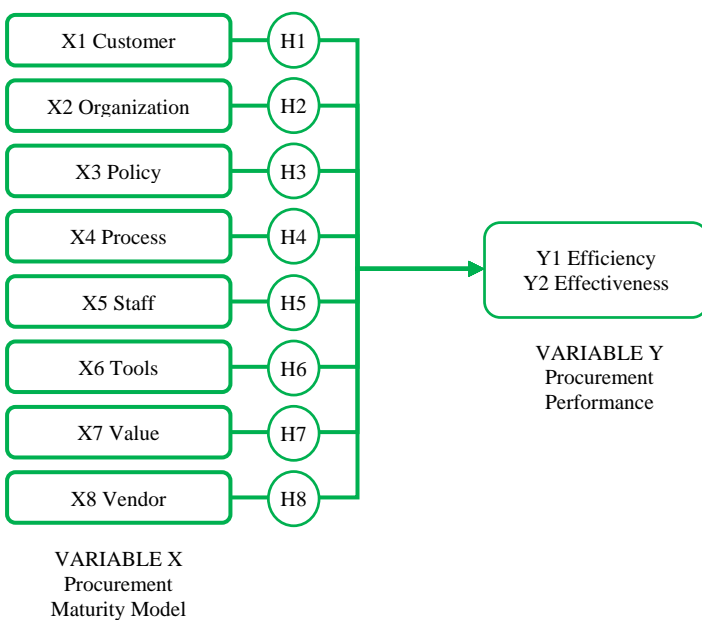 X1 Customer
H1
X2 Organization
H2
X3 Policy
H3
X4 Process
H4
X5 Staff
H5
X6 Tools
H6
X7 Value
H7
X8 Vendor
H8
VARIABLE X
Procurement
Maturity Model
Y1 Efficiency
Y2 Effectiveness
VARIABLE Y
Procurement
Performance